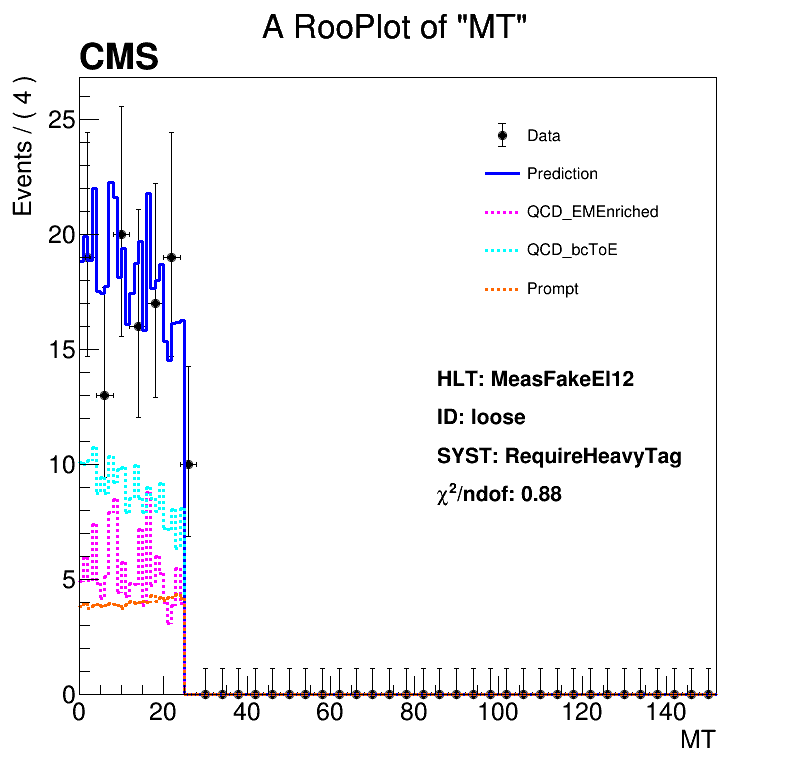 A RooPlot of "MT"
CMS
Events / ( 4 )
25
20
15
10
5
0
Data
Prediction
QCD_EMEnriched
QCD_bcToE
Prompt
HLT: MeasFakeEl12
ID: loose
SYST: RequireHeavyTag
χ²/ndof: 0.88
0 20 40 60 80 100 120 140
MT